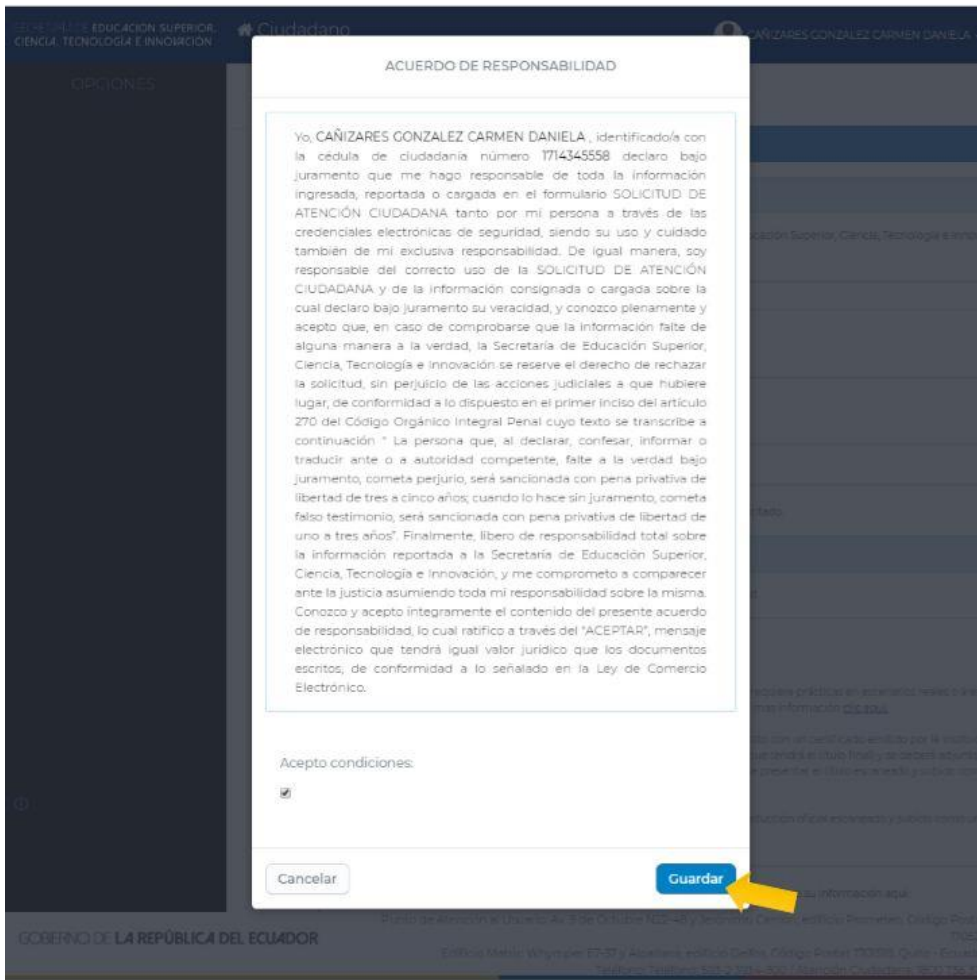 EDUCACIÓN SUPERIOR,
CIENCIA, TECNOLOGÍA E INNOVACIÓN
Ciudadano
CAÑIZARES GONZALEZ CARMEN DANIELA
OPCIONES
ACUERDO DE RESPONSABILIDAD
Yo, CAÑIZARES GONZALEZ CARMEN DANIELA , identificado/a con
la cédula de ciudadanía número 1714345558 declaro bajo
juramento que me hago responsable de toda la información
ingresada, reportada o cargada en el formulario SOLICITUD DE
ATENCIÓN CIUDADANA tanto por mi persona a través de las
credenciales electrónicas de seguridad, siendo su uso y cuidado
también de mi exclusiva responsabilidad. De igual manera, soy
responsable del correcto uso de la SOLICITUD DE ATENCIÓN
CIUDADANA y de la información consignada o cargada sobre la
cual declaro bajo juramento su veracidad, y conozco plenamente y
acepto que, en caso de comprobarse que la información falte de
alguna manera a la verdad, la Secretaría de Educación Superior,
Ciencia, Tecnología e Innovación se reserve el derecho de rechazar
la solicitud, sin perjuicio de las acciones judiciales a que hubiere
lugar, de conformidad a lo dispuesto en el primer inciso del artículo
270 del Código Orgánico Integral Penal cuyo texto se transcribe a
continuación " La persona que, al declarar, confesar, informar o
traducir ante o a autoridad competente, falte a la verdad bajo
juramento, cometa perjurio, será sancionada con pena privativa de
libertad de tres a cinco años; cuando lo hace sin juramento, cometa
falso testimonio, será sancionada con pena privativa de libertad de
uno a tres años". Finalmente, libero de responsabilidad total sobre
la información reportada a la Secretaría de Educación Superior,
Ciencia, Tecnología e Innovación, y me comprometo a comparecer
ante la justicia asumiendo toda mi responsabilidad sobre la misma.
Conozco y acepto íntegramente el contenido del presente acuerdo
de responsabilidad, lo cual ratifico a través del "ACEPTAR", mensaje
electrónico que tendrá igual valor jurídico que los documentos
escritos, de conformidad a lo señalado en la Ley de Comercio
Electrónico.
Acepto condiciones:
Cancelar
Guardar
su información aquí
GOBIERNO DE LA REPÚBLICA DEL ECUADOR